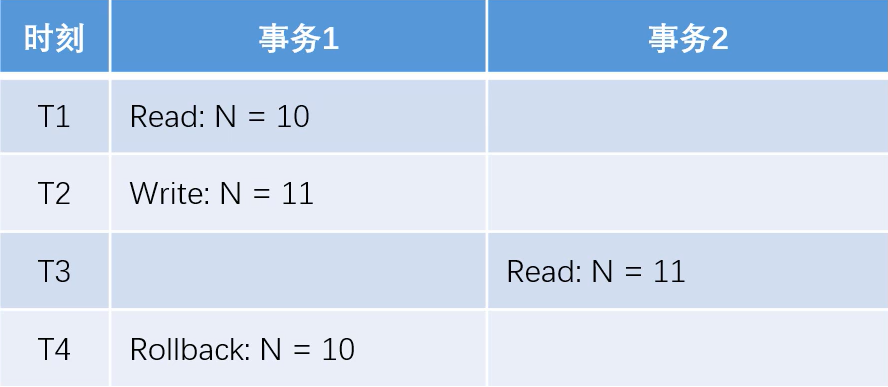 时刻 事务1 事务2
T1 Read: N = 10
T2 Write: N = 11
T3 Read: N = 11
T4 Rollback: N = 10